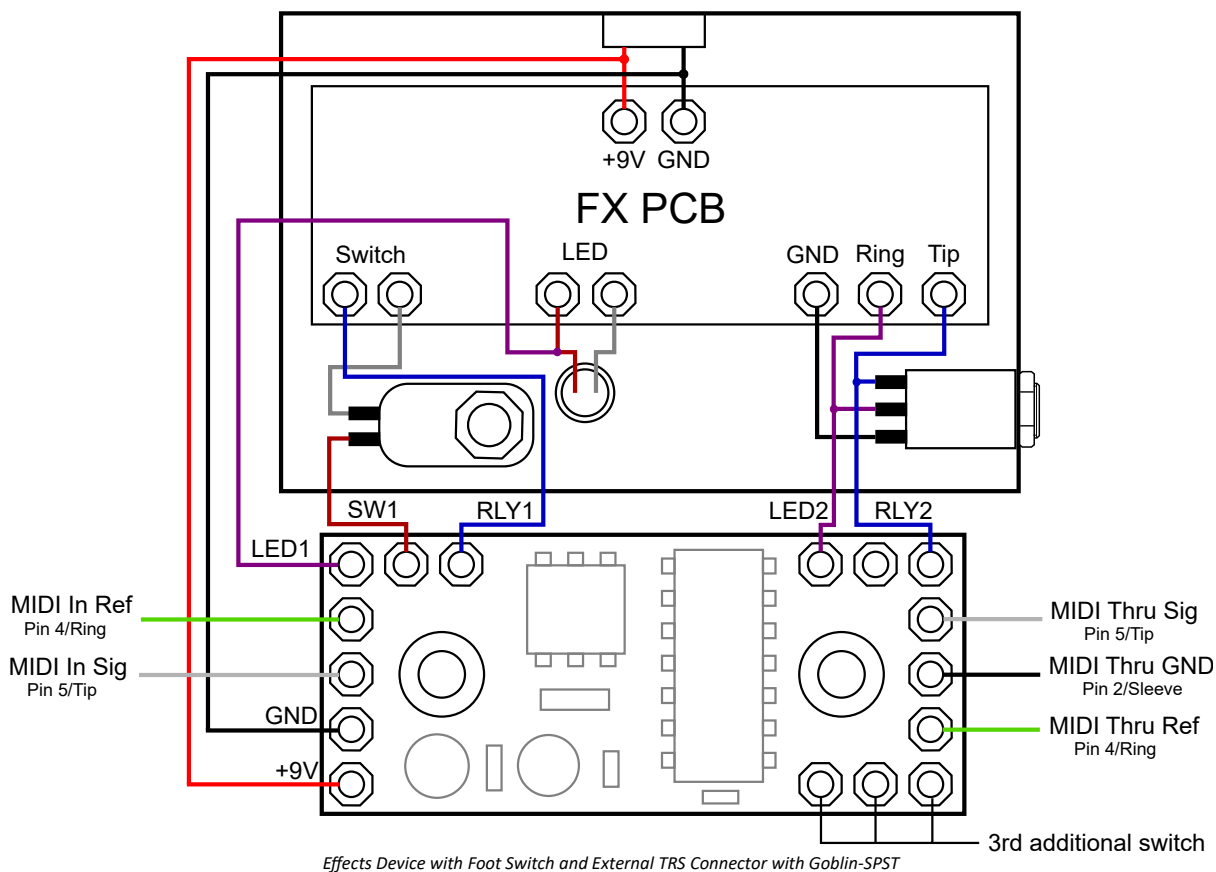 +9V GND
FX PCB
Switch
LED
GND Ring Tip
SW1
RLY1
LED2
RLY2
LED1
MIDI In Ref
Pin 4/Ring
MIDI In Sig
Pin 5/Tip
GND
+9V
MIDI Thru Sig
Pin 5/Tip
MIDI Thru GND
Pin 2/Sleeve
MIDI Thru Ref
Pin 4/Ring
3rd additional switch
Effects Device with Foot Switch and External TRS Connector with Goblin-SPST